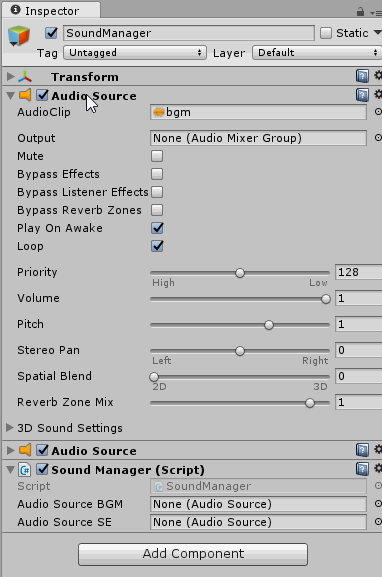 Inspector
SoundManager Static
Tag Untagged Layer Default
Transform
Audio Source
AudioClip bgm
Output None (Audio Mixer Group)
Mute
Bypass Effects
Bypass Listener Effects
Bypass Reverb Zones
Play On Awake
Loop
Priority 128
High Low
Volume 1
Pitch 1
Stereo Pan 0
Left Right
Spatial Blend 0
2D 3D
Reverb Zone Mix 1
3D Sound Settings
Audio Source
Sound Manager (Script)
Script SoundManager
Audio Source BGM None (Audio Source)
Audio Source SE None (Audio Source)
Add Component